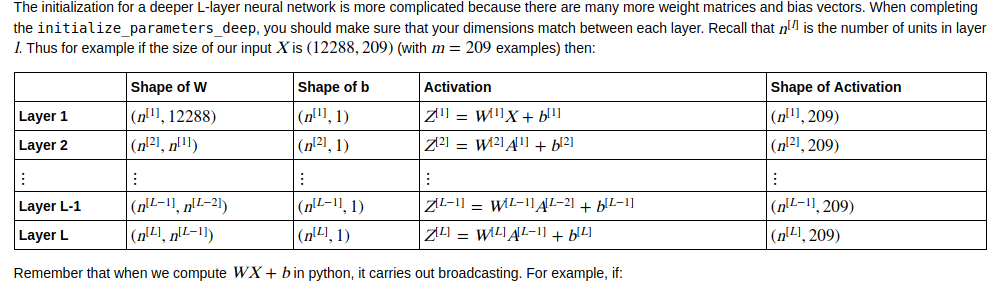 The initialization for a deeper L-layer neural network is more complicated because there are many more weight matrices and bias vectors. When completing
the initialize_parameters_deep, you should make sure that your dimensions match between each layer. Recall that n^[l] is the number of units in layer
l. Thus for example if the size of our input X is (12288, 209) (with m = 209 examples) then:
Shape of W Shape of b Activation Shape of Activation
Layer 1 (n^[1], 12288) (n^[1], 1) Z^[1] = W^[1] X + b^[1] (n^[1], 209)
Layer 2 (n^[2], n^[1]) (n^[2], 1) Z^[2] = W^[2] A^[1] + b^[2] (n^[2], 209)
⋮ ⋮ ⋮ ⋮ ⋮
Layer L-1 (n^[L−1], n^[L−2]) (n^[L−1], 1) Z^[L−1] = W^[L−1] A^[L−2] + b^[L−1] (n^[L−1], 209)
Layer L (n^[L], n^[L−1]) (n^[L], 1) Z^[L] = W^[L] A^[L−1] + b^[L] (n^[L], 209)
Remember that when we compute WX + b in python, it carries out broadcasting. For example, if: